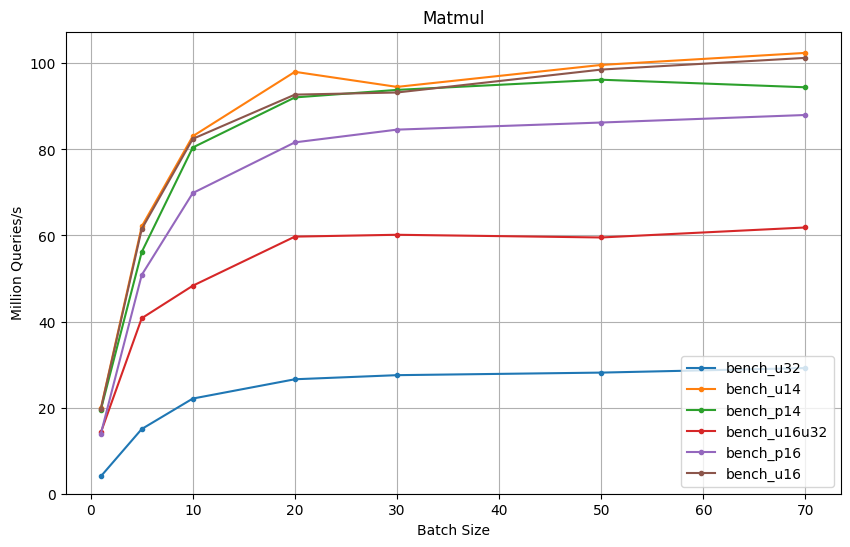 Matmul
Million Queries/s
100
80
60
40
20
0
0 10 20 30 40 50 60 70
Batch Size
bench_u32
bench_u14
bench_p14
bench_u16u32
bench_p16
bench_u16